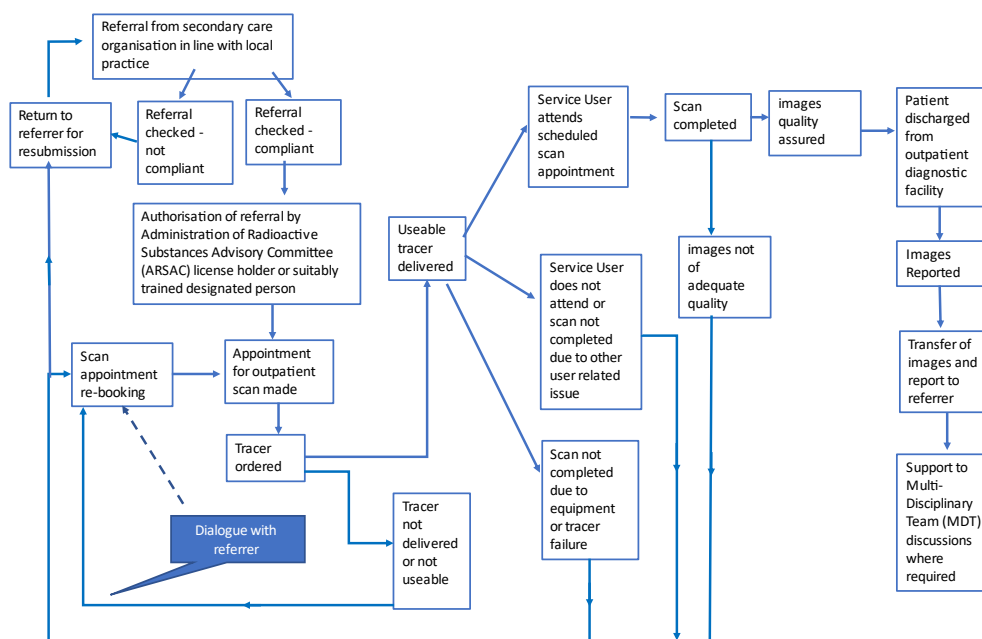 Referral from secondary care
organisation in line with local
practice
Return to
referrer for
resubmission
Referral
checked -
not
compliant
Referral
checked -
compliant
Authorisation of referral by
Administration of Radioactive
Substances Advisory Committee
(ARSAC) license holder or suitably
trained designated person
Scan
appointment
re-booking
Appointment
for outpatient
scan made
Tracer
ordered
Dialogue with
referrer
Tracer
not
delivered
or not
useable
Useable
tracer
delivered
Service User
attends
scheduled
scan
appointment
Service User
does not
attend or
scan not
completed
due to other
user related
issue
Scan not
completed
due to
equipment
or tracer
failure
Scan
completed
images not
of
adequate
quality
images
quality
assured
Patient
discharged
from
outpatient
diagnostic
facility
Images
Reported
Transfer of
images and
report to
referrer
Support to
Multi-
Disciplinary
Team (MDT)
discussions
where
required